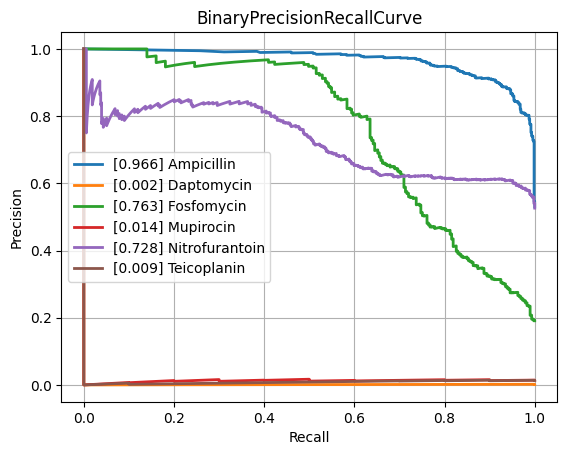 BinaryPrecisionRecallCurve
Precision
1.0
0.8
0.6
0.4
0.2
0.0
[0.966] Ampicillin
[0.002] Daptomycin
[0.763] Fosfomycin
[0.014] Mupirocin
[0.728] Nitrofurantoin
[0.009] Teicoplanin
0.0 0.2 0.4 0.6 0.8 1.0
Recall